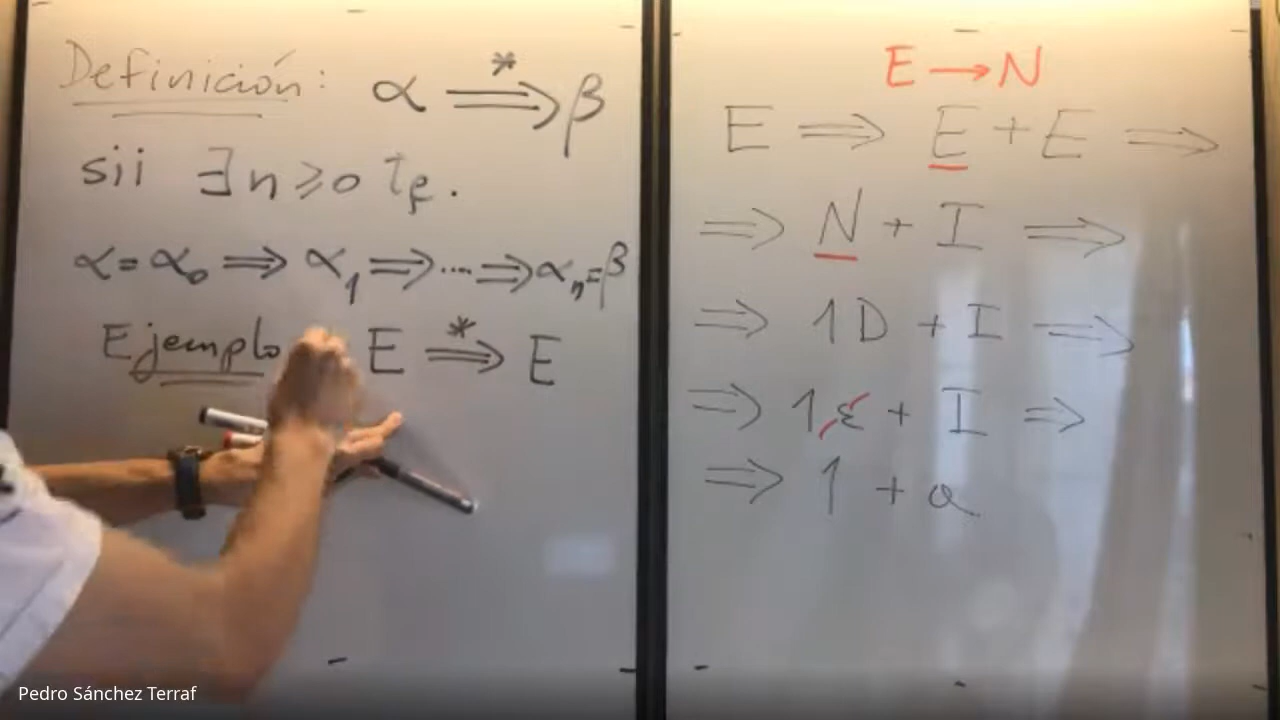 Definición: α ⇒* β
sii ∃n⩾0 tq.
α=α₀ ⇒ α₁ ⇒ .... ⇒ αₙ=β
Ejemplo E ⇒* E
E → N
E ⇒ E + E ⇒
⇒ N + I ⇒
⇒ 1D + I ⇒
⇒ 1ε + I ⇒
⇒ 1 + a
Pedro Sánchez Terraf